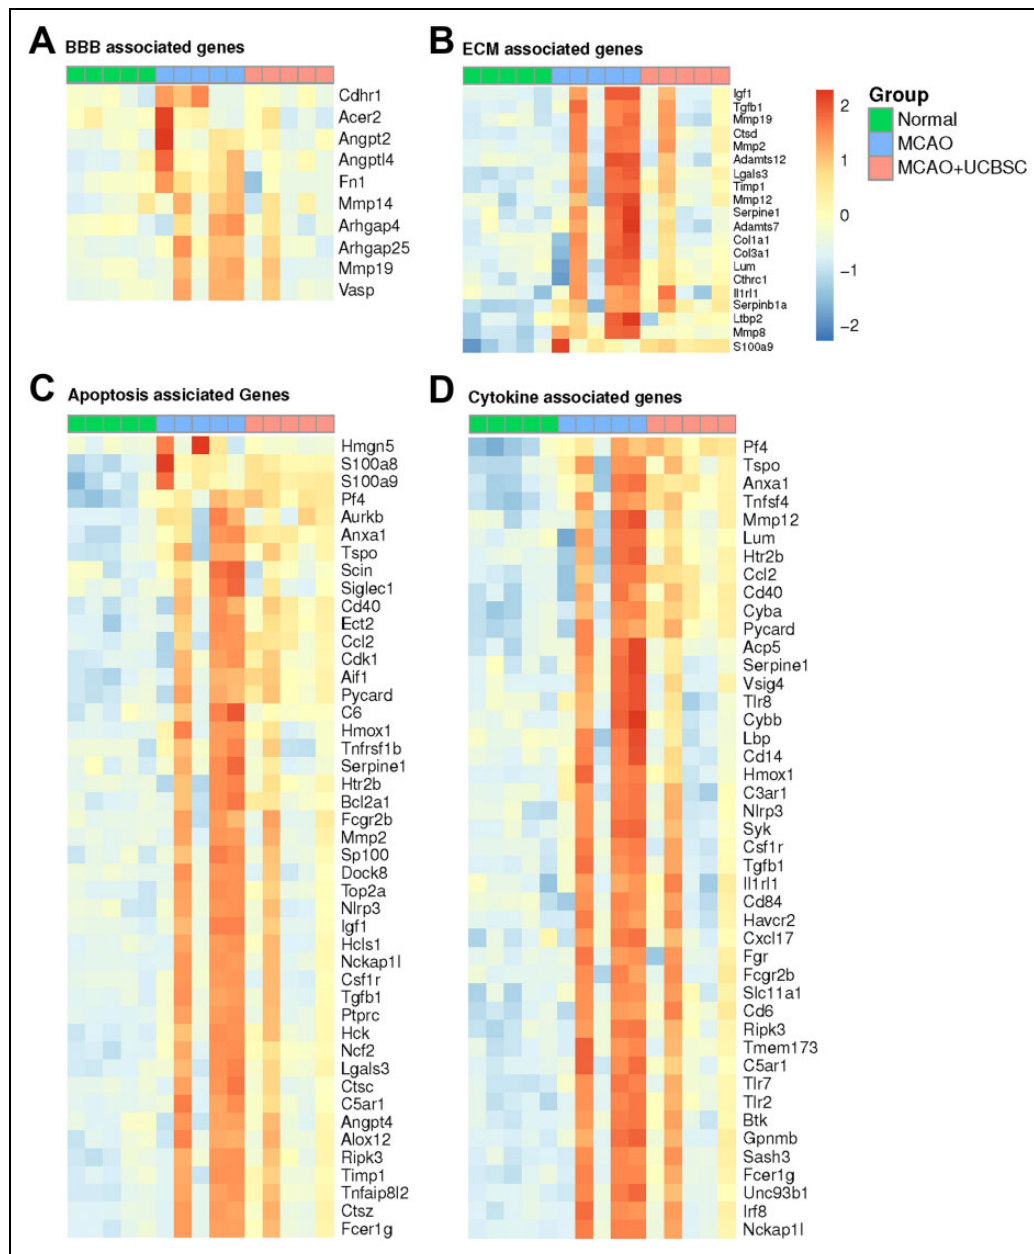 A BBB associated genes
Cdhr1
Acer2
Angpt2
Angptl4
Fn1
Mmp14
Arhgap4
Arhgap25
Mmp19
Vasp
B ECM associated genes
Igf1
Tgfb1
Mmp19
Ctsd
Mmp2
Adamts12
Lgals3
Timp1
Mmp12
Serpine1
Adamts7
Col1a1
Col3a1
Lum
Cthrc1
Il1rl1
Serpinb1a
Ltbp2
Mmp8
S100a9
2
1
0
−1
−2
Group
Normal
MCAO
MCAO+UCBSC
C Apoptosis assiciated Genes
Hmgn5
S100a8
S100a9
Pf4
Aurkb
Anxa1
Tspo
Scin
Siglec1
Cd40
Ect2
Ccl2
Cdk1
Aif1
Pycard
C6
Hmox1
Tnfrsf1b
Serpine1
Htr2b
Bcl2a1
Fcgr2b
Mmp2
Sp100
Dock8
Top2a
Nlrp3
Igf1
Hcls1
Nckap1l
Csf1r
Tgfb1
Ptprc
Hck
Ncf2
Lgals3
Ctsc
C5ar1
Angpt4
Alox12
Ripk3
Timp1
Tnfaip8l2
Ctsz
Fcer1g
D Cytokine associated genes
Pf4
Tspo
Anxa1
Tnfsf4
Mmp12
Lum
Htr2b
Ccl2
Cd40
Cyba
Pycard
Acp5
Serpine1
Vsig4
Tlr8
Cybb
Lbp
Cd14
Hmox1
C3ar1
Nlrp3
Syk
Csf1r
Tgfb1
Il1rl1
Cd84
Havcr2
Cxcl17
Fgr
Fcgr2b
Slc11a1
Cd6
Ripk3
Tmem173
C5ar1
Tlr7
Tlr2
Btk
Gpnmb
Sash3
Fcer1g
Unc93b1
Irf8
Nckap1l